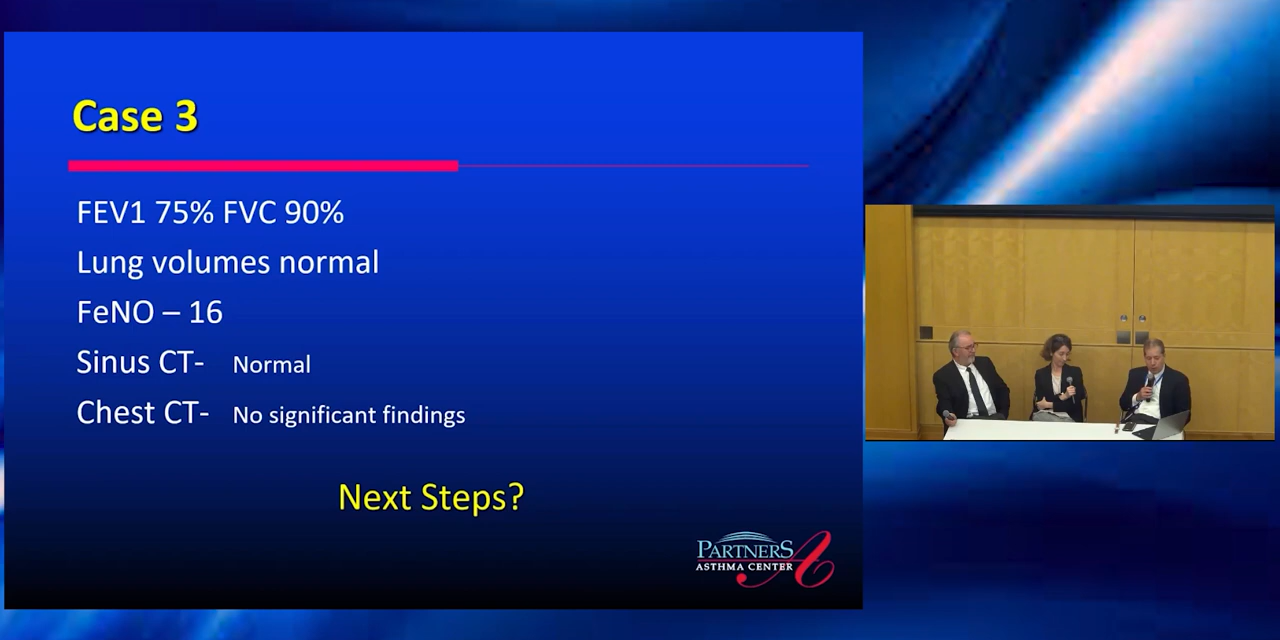 Case 3
FEV1 75% FVC 90%
Lung volumes normal
FeNO – 16
Sinus CT- Normal
Chest CT- No significant findings
Next Steps?
PARTNERS
ASTHMA CENTER
A